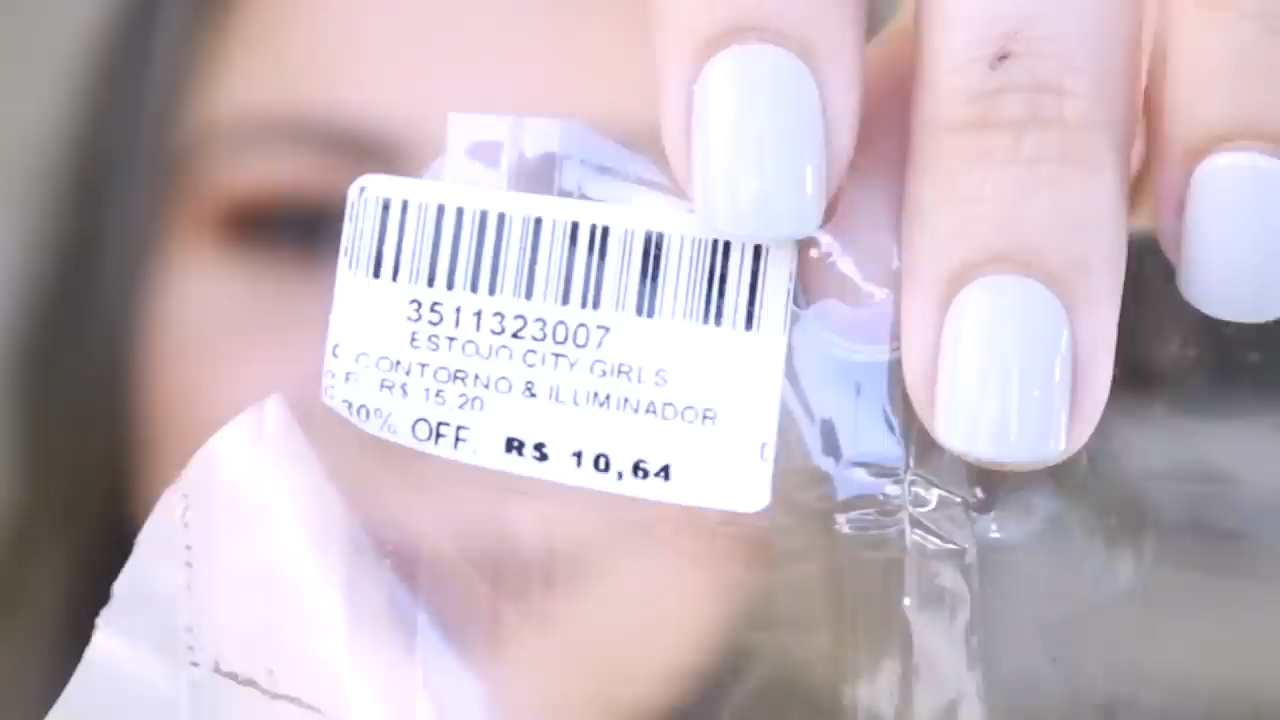 3511323007
ESTOJO CITY GIRLS
CONTORNO & ILLUMINADOR
R$ 15,20
30% OFF. R$ 10,64